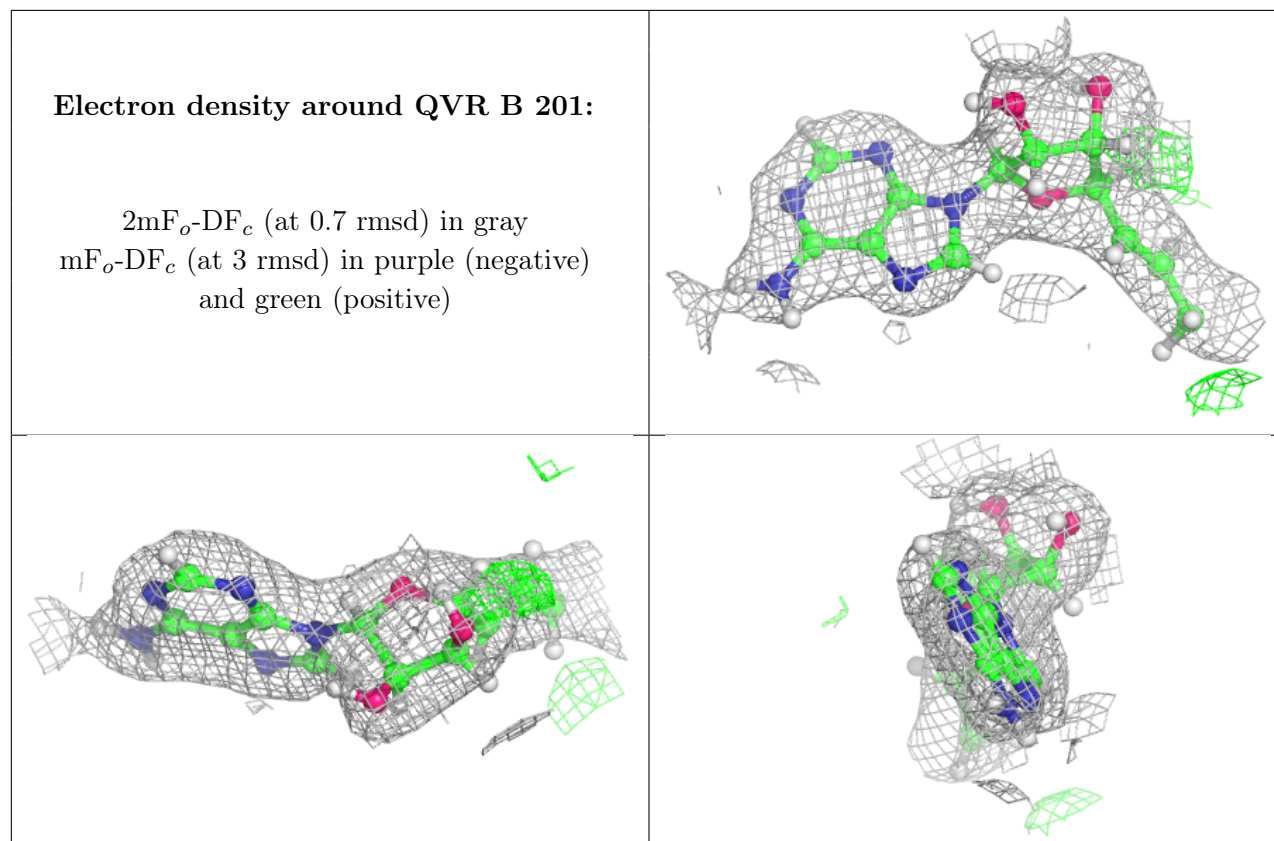 Electron density around QVR B 201:
2mFo-DFc (at 0.7 rmsd) in gray
mFo-DFc (at 3 rmsd) in purple (negative)
and green (positive)